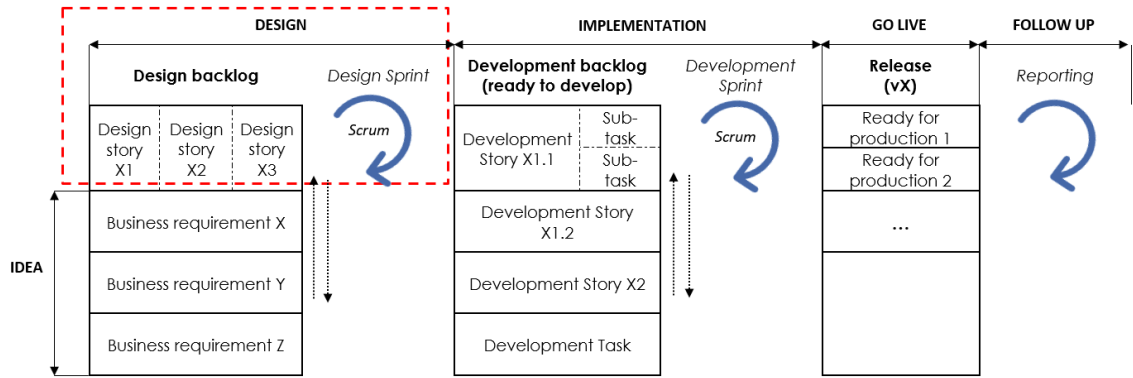 DESIGN
IMPLEMENTATION
GO LIVE
FOLLOW UP
Design backlog
Design Sprint
Development backlog
(ready to develop)
Development
Sprint
Release
(vX)
Reporting
Design
story
X1
Design
story
X2
Design
story
X3
Scrum
Development
Story X1.1
Sub-
task
Sub-
task
Scrum
Ready for
production 1
Ready for
production 2
IDEA
Business requirement X
Development Story
X1.2
...
Business requirement Y
Development Story X2
Business requirement Z
Development Task